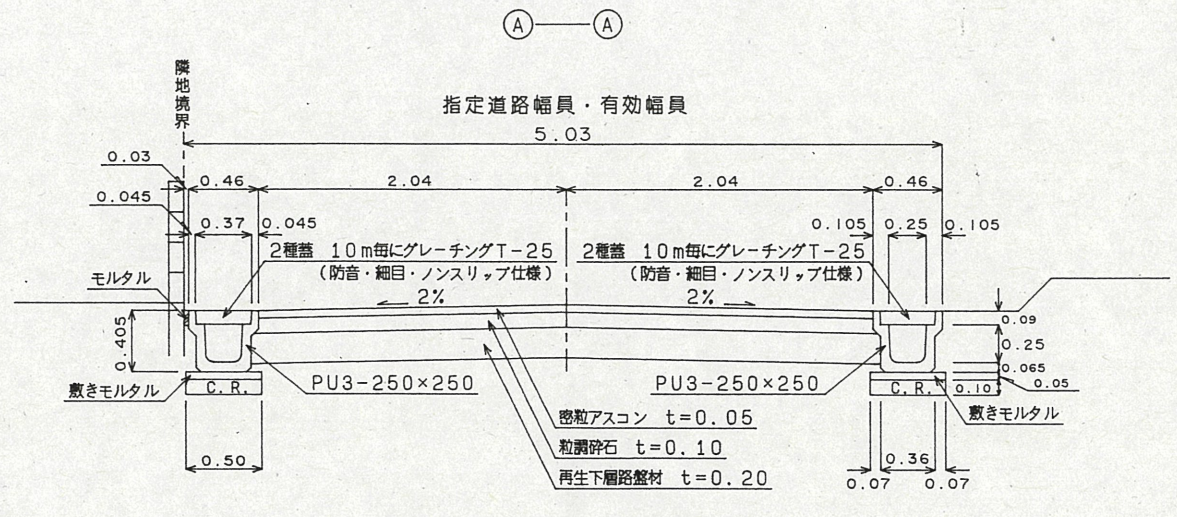 A A
隣地境界
指定道路幅員・有効幅員
5.03
0.03
0.46 2.04 2.04 0.46
0.045
0.37 0.045
0.105 0.25 0.105
2種蓋 10m毎にグレーチングT-25
(防音・細目・ノンスリップ仕様)
2種蓋 10m毎にグレーチングT-25
(防音・細目・ノンスリップ仕様)
モルタル
2% 2%
0.405
0.09
0.25
0.065
0.05
0.10
敷きモルタル
C.R.
PU3-250×250
PU3-250×250
C.R.
敷きモルタル
密粒アスコン t=0.05
粒調砕石 t=0.10
再生下層路盤材 t=0.20
0.50
0.36
0.07 0.07